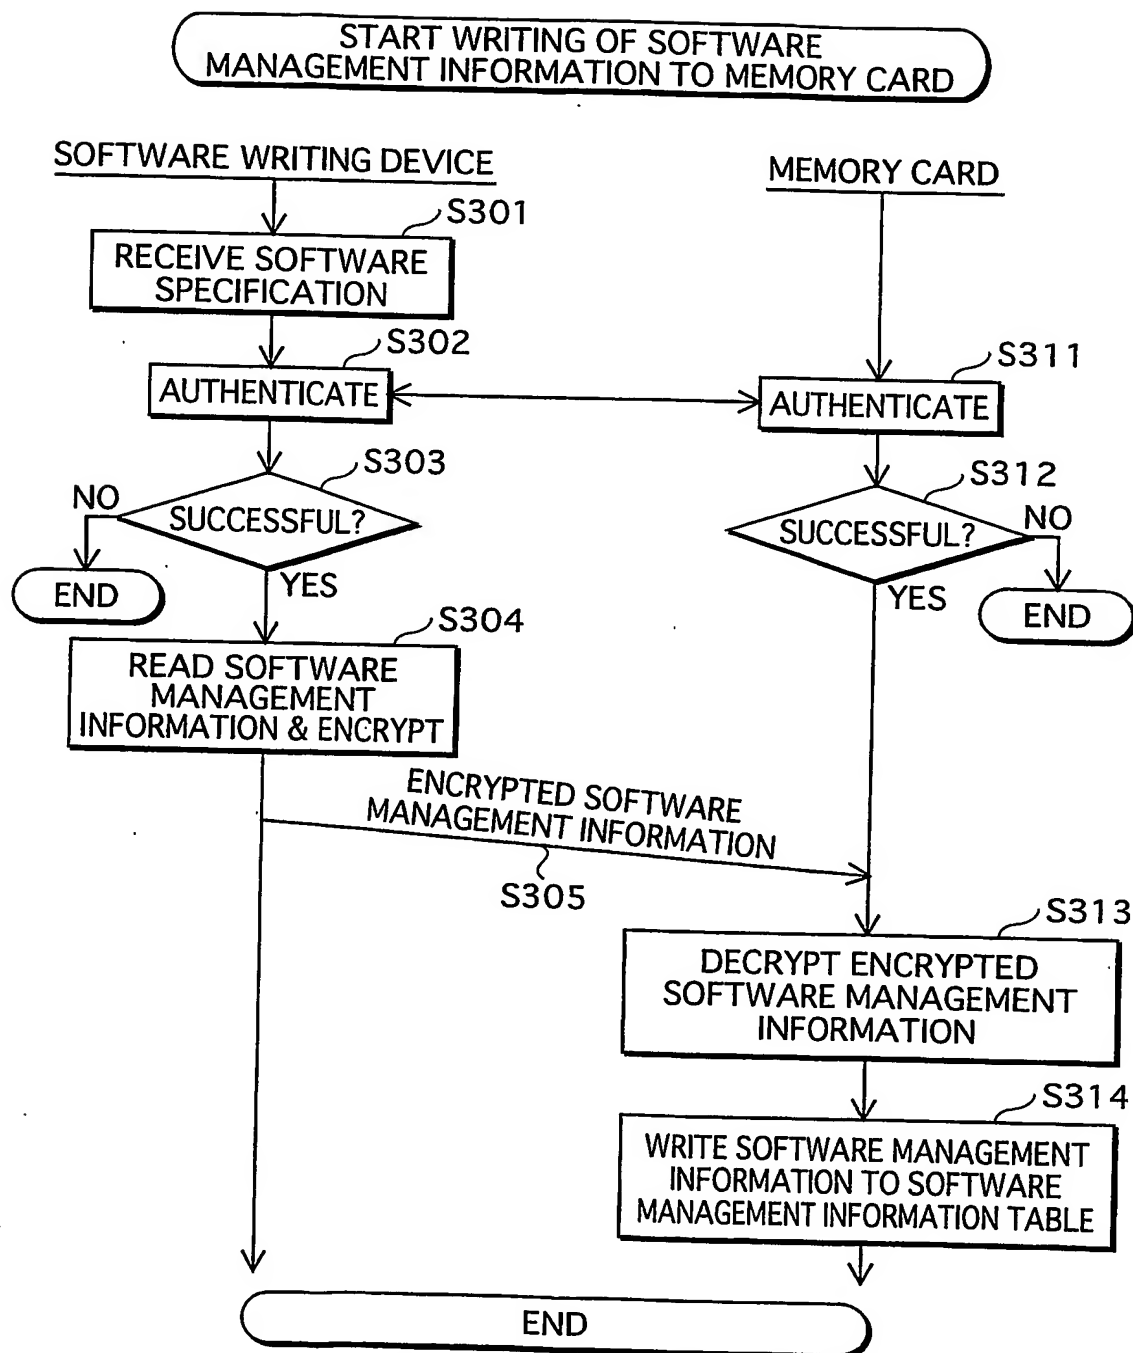 START WRITING OF SOFTWARE
MANAGEMENT INFORMATION TO MEMORY CARD
SOFTWARE WRITING DEVICE
MEMORY CARD
S301
RECEIVE SOFTWARE
SPECIFICATION
S302
AUTHENTICATE
S311
AUTHENTICATE
S303
SUCCESSFUL?
NO
END
YES
S312
SUCCESSFUL?
NO
END
YES
S304
READ SOFTWARE
MANAGEMENT
INFORMATION & ENCRYPT
ENCRYPTED SOFTWARE
MANAGEMENT INFORMATION
S305
S313
DECRYPT ENCRYPTED
SOFTWARE MANAGEMENT
INFORMATION
S314
WRITE SOFTWARE MANAGEMENT
INFORMATION TO SOFTWARE
MANAGEMENT INFORMATION TABLE
END